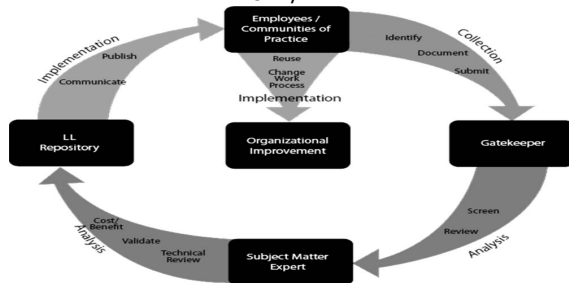 Employees /
Communities of
Practice
Identify
Document
Submit
Collection
Implementation
Publish
Communicate
Reuse
Change
Work
Process
Implementation
LL
Repository
Organizational
Improvement
Gatekeeper
Screen
Review
Analysis
Cost/
Benefit
Validate
Technical
Review
Analysis
Subject Matter
Expert